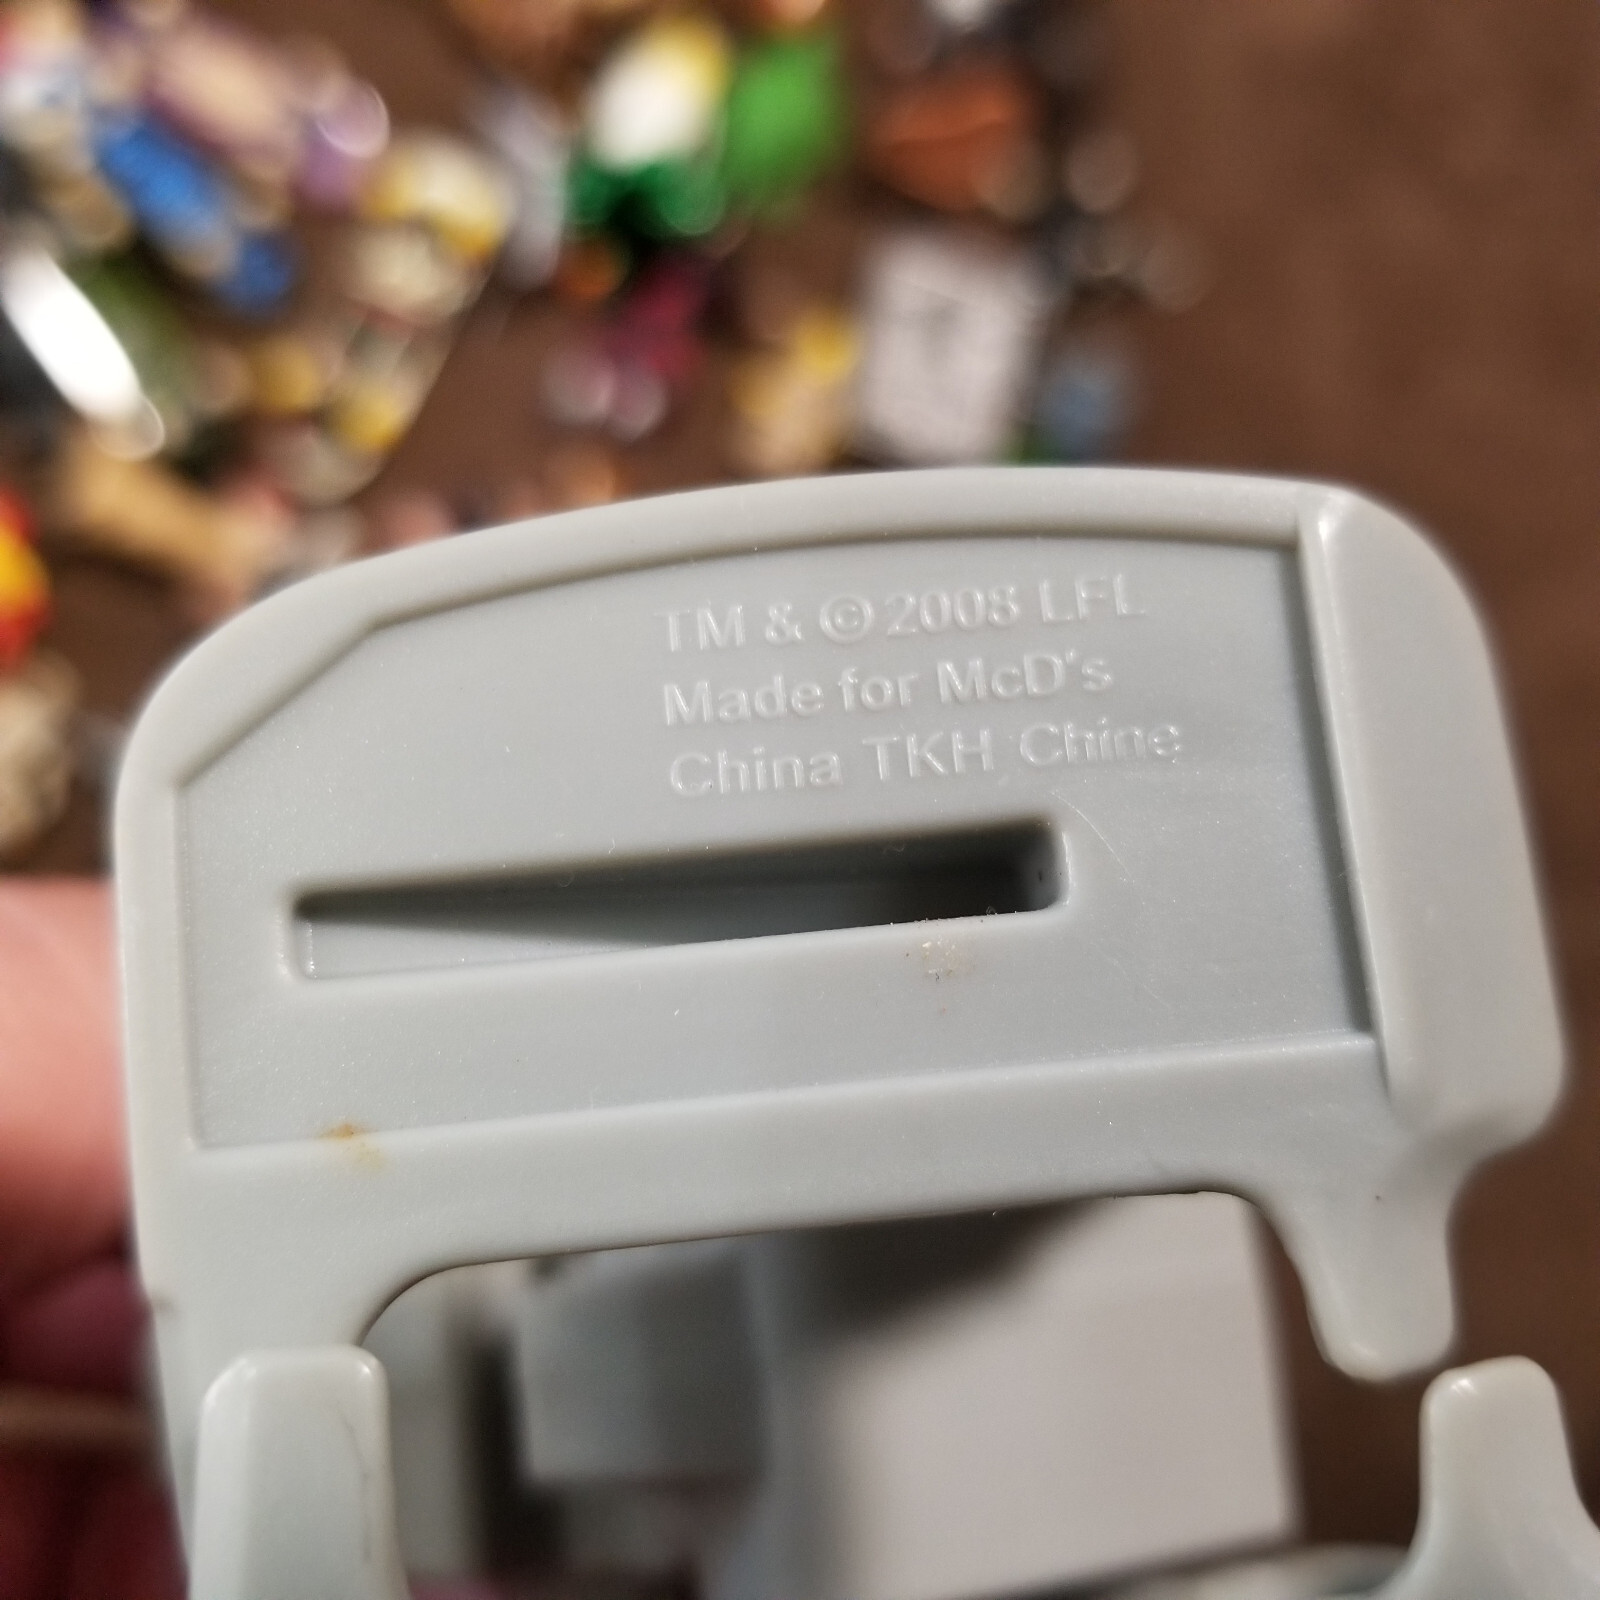 TM & © 2008 LFL
Made for McD's
China TKH Chine